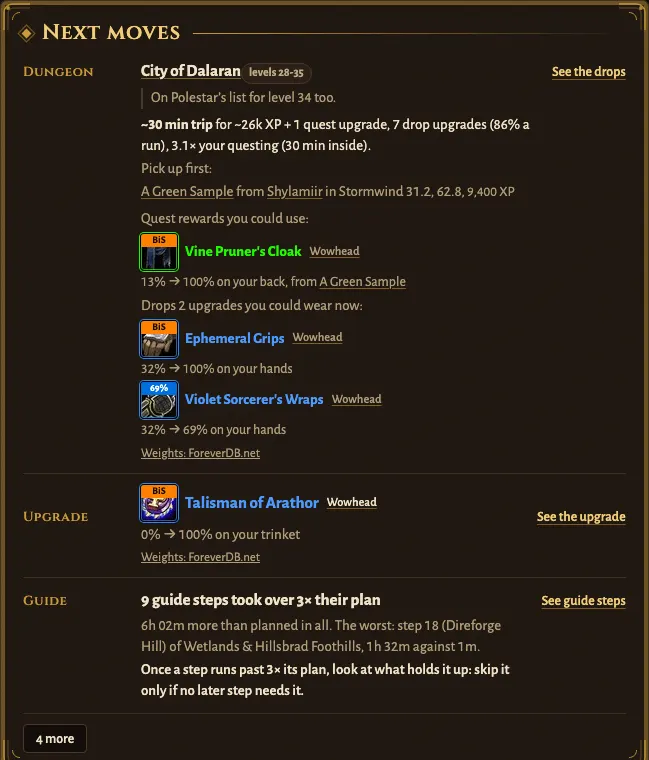 Next moves
Dungeon
City of Dalaran levels 28-35
See the drops
On Polestar's list for level 34 too.
~30 min trip for ~26k XP + 1 quest upgrade, 7 drop upgrades (86% a
run), 3.1× your questing (30 min inside).
Pick up first:
A Green Sample from Shylamiir in Stormwind 31.2, 62.8, 9,400 XP
Quest rewards you could use:
BiS
Vine Pruner's Cloak Wowhead
13% → 100% on your back, from A Green Sample
Drops 2 upgrades you could wear now:
BiS
Ephemeral Grips Wowhead
32% → 100% on your hands
69%
Violet Sorcerer's Wraps Wowhead
32% → 69% on your hands
Weights: ForeverDB.net
Upgrade
BiS
Talisman of Arathor Wowhead
See the upgrade
0% → 100% on your trinket
Weights: ForeverDB.net
Guide
9 guide steps took over 3× their plan
See guide steps
6h 02m more than planned in all. The worst: step 18 (Direforge
Hill) of Wetlands & Hillsbrad Foothills, 1h 32m against 1m.
Once a step runs past 3× its plan, look at what holds it up: skip it
only if no later step needs it.
4 more